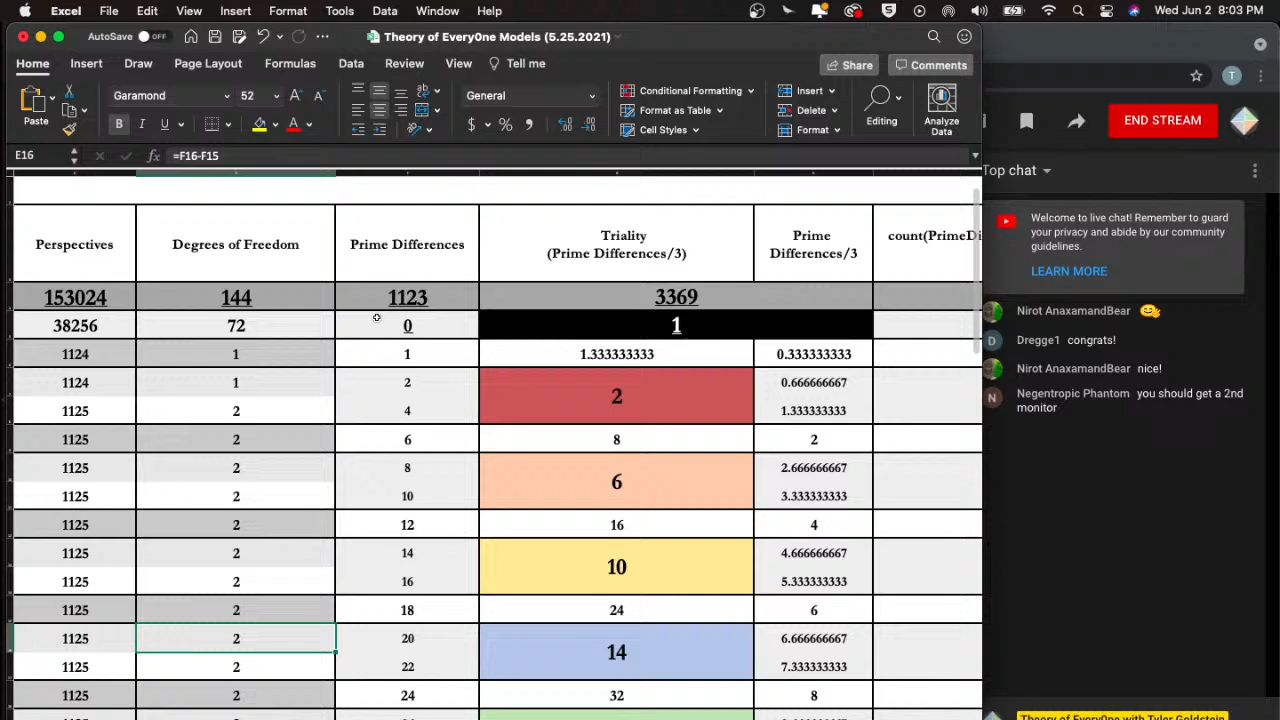 Excel File Edit View Insert Format Tools Data Window Help Wed Jun 2 8:03 PM
AutoSave OFF Theory of Every0ne Models (5.25.2021)
Home Insert Draw Page Layout Formulas Data Review View Tell me Share Comments
Paste Garamond 52 General Conditional Formatting Format as Table Cell Styles Insert Delete Format Editing Analyze Data
E16 fx =F16-F15
Perspectives Degrees of Freedom Prime Differences Triality (Prime Differences/3) Prime Differences/3 count(PrimeDi
153024 144 1123 3369
38256 72 0 1
1124 1 1 1.333333333 0.333333333
1124 1 2 2 0.666666667
1125 2 4 1.333333333
1125 2 6 8 2
1125 2 8 6 2.666666667
1125 2 10 3.333333333
1125 2 12 16 4
1125 2 14 10 4.666666667
1125 2 16 5.333333333
1125 2 18 24 6
1125 2 20 14 6.666666667
1125 2 22 7.333333333
1125 2 24 32 8
T
END STREAM
Top chat
Welcome to live chat! Remember to guard
your privacy and abide by our community
guidelines.
LEARN MORE
Nirot AnaxamandBear
D Dregge1 congrats!
Nirot AnaxamandBear nice!
N Negentropic Phantom you should get a 2nd
monitor
Theory of Every0ne with Tyler Goldstein